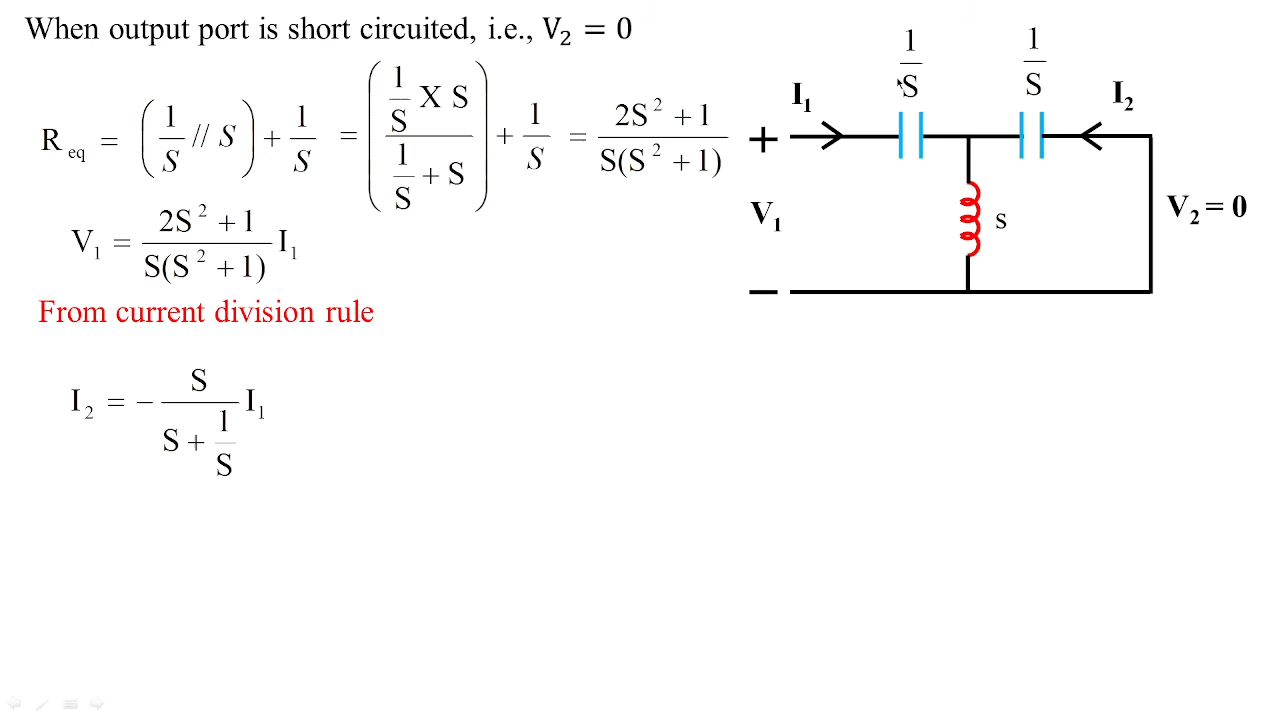 When output port is short circuited, i.e., V₂ = 0
R_eq = (1/S // S) + 1/S = ((1/S X S)/(1/S + S)) + 1/S = (2S² + 1)/(S(S² + 1))
V₁ = (2S² + 1)/(S(S² + 1)) I₁
From current division rule
I₂ = − S/(S + 1/S) I₁
1/S 1/S
I₁ I₂
+
V₁ s V₂ = 0
−